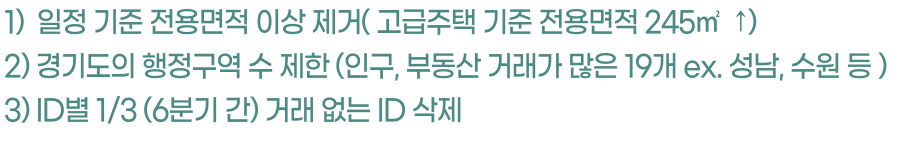 1) 일정 기준 전용면적 이상 제거( 고급주택 기준 전용면적 245㎡ ↑)
2) 경기도의 행정구역 수 제한 (인구, 부동산 거래가 많은 19개 ex. 성남, 수원 등 )
3) ID별 1/3 (6분기 간) 거래 없는 ID 삭제